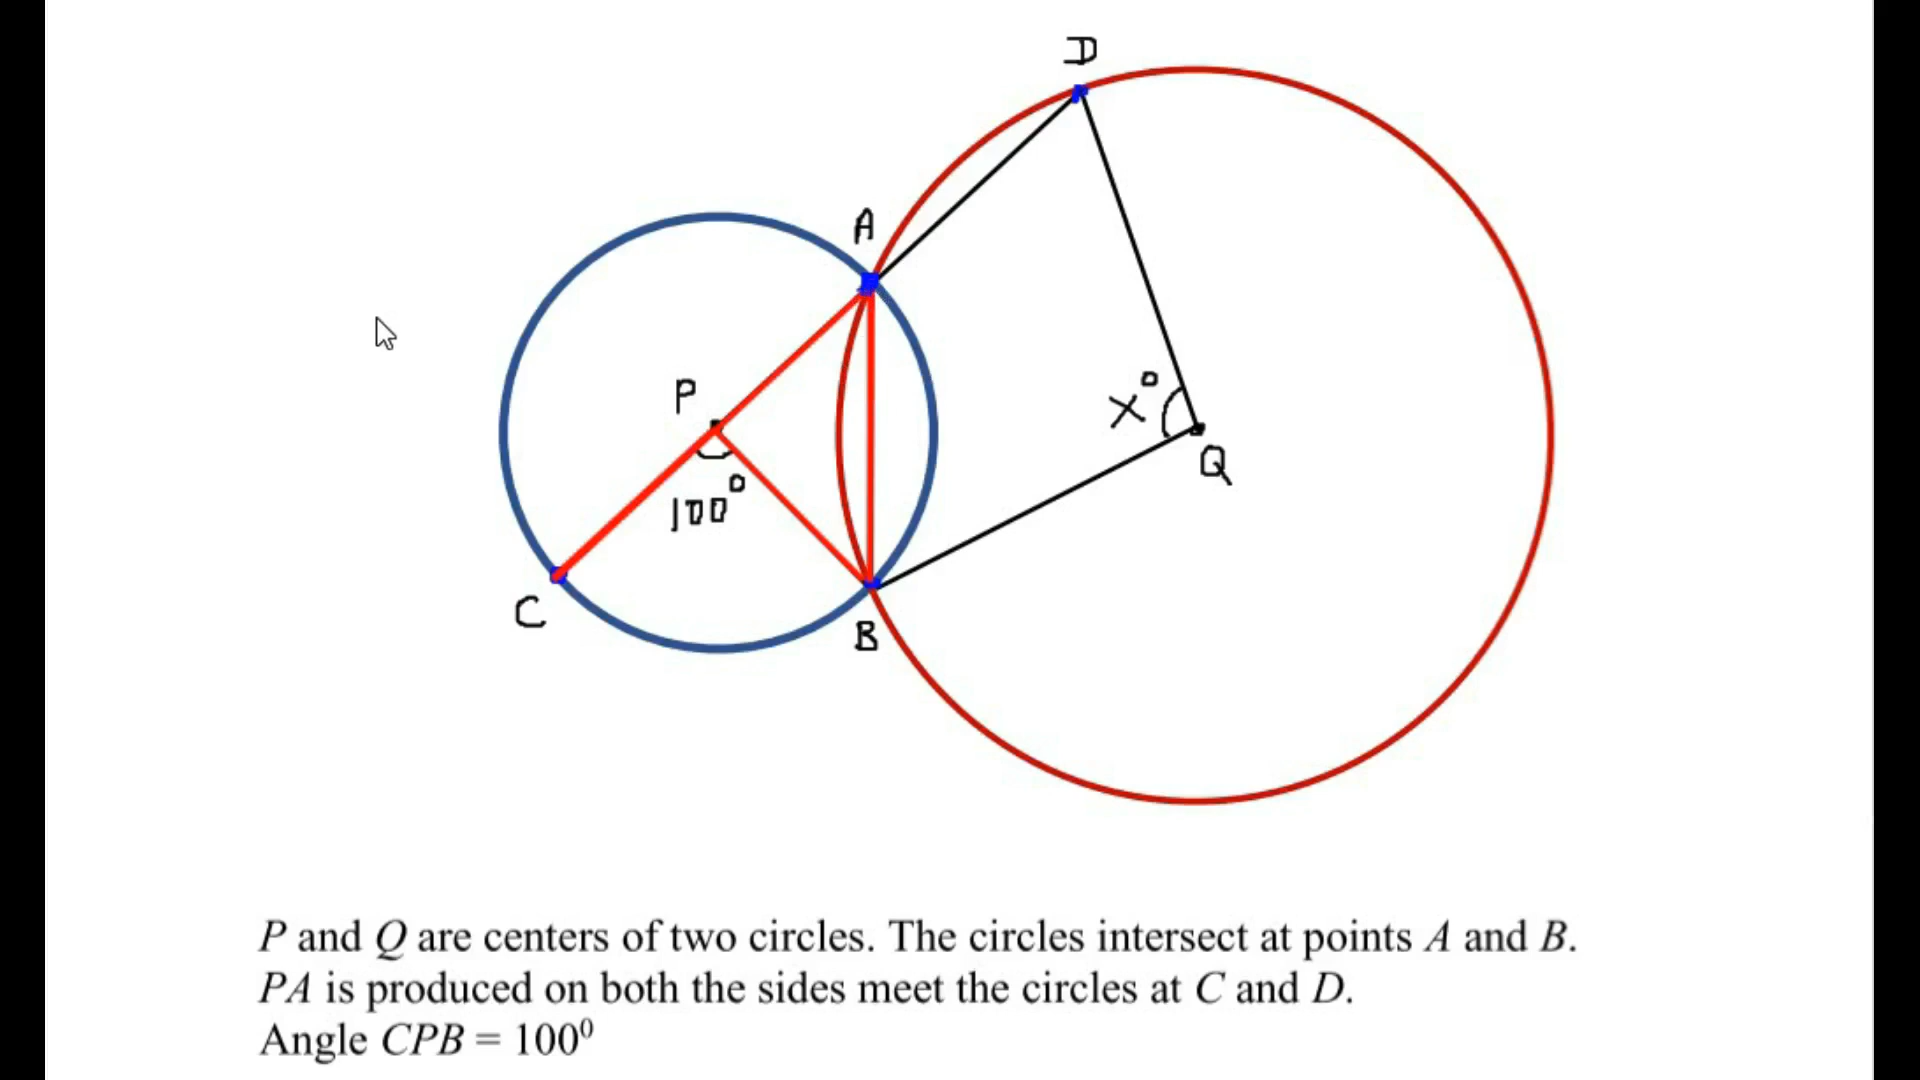 D
A
P
X°
Q
100°
C
B
P and Q are centers of two circles. The circles intersect at points A and B.
PA is produced on both the sides meet the circles at C and D.
Angle CPB = 100⁰